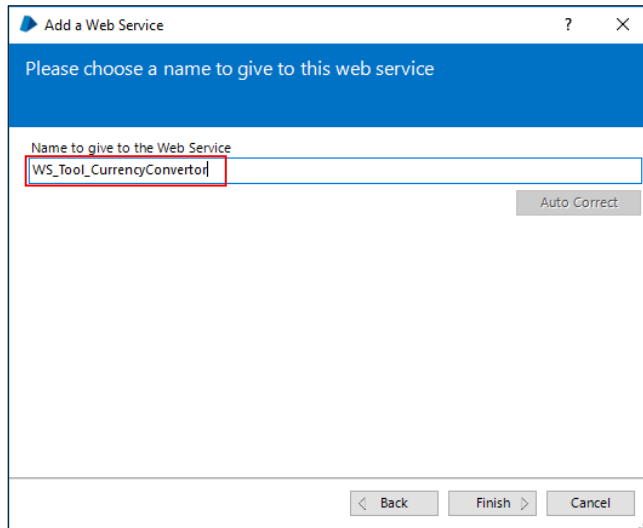 Add a Web Service
?
Please choose a name to give to this web service
Name to give to the Web Service
WS_Tool_CurrencyConvertor
Auto Correct
Back
Finish
Cancel